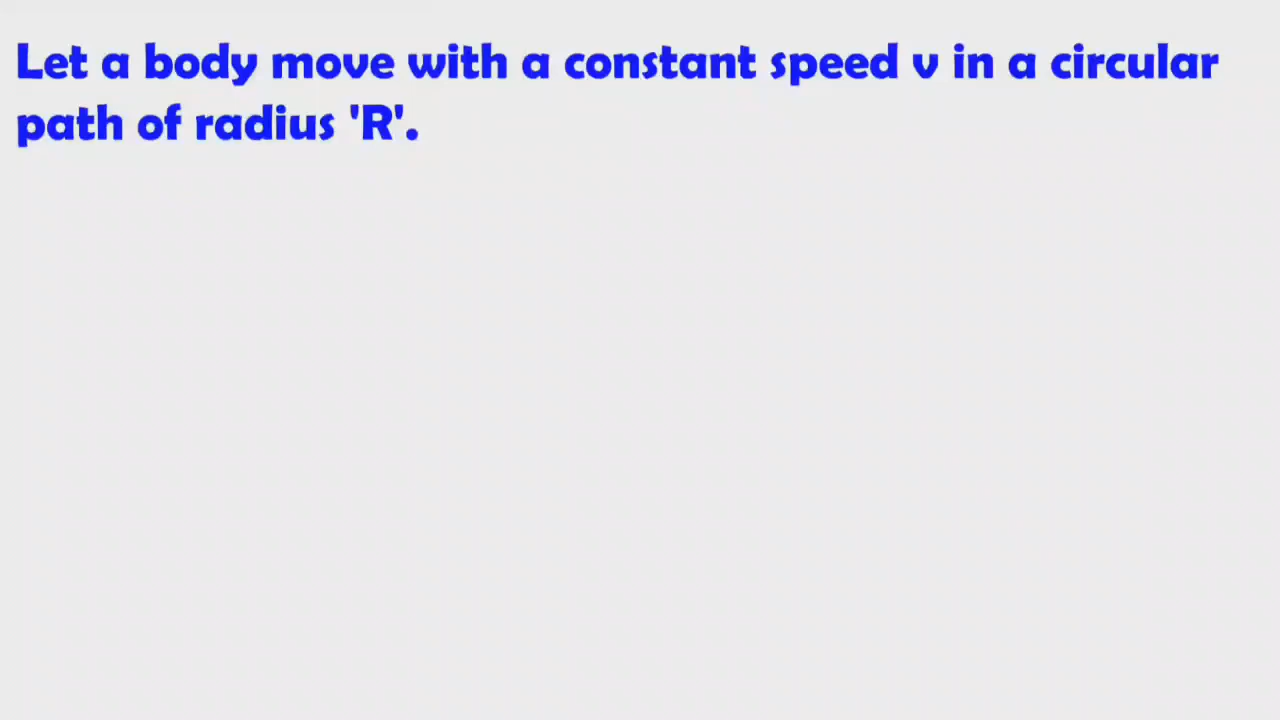 Let a body move with a constant speed v in a circular
path of radius 'R'.